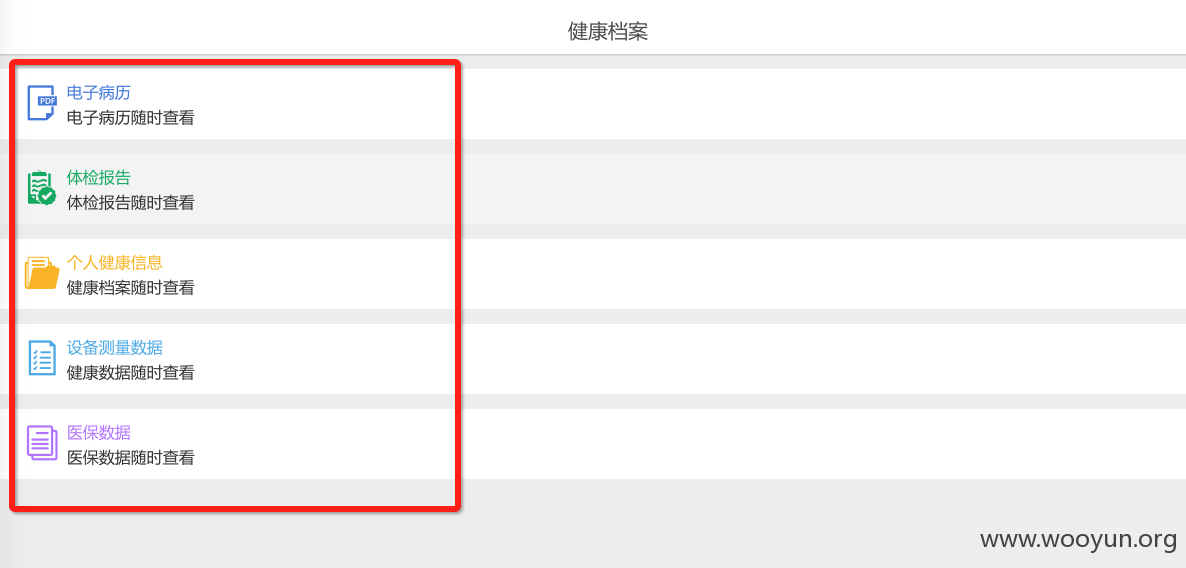 健康档案
电子病历
PDF
电子病历随时查看
体检报告
体检报告随时查看
个人健康信息
健康档案随时查看
设备测量数据
健康数据随时查看
医保数据
医保数据随时查看
www.wooyun.org